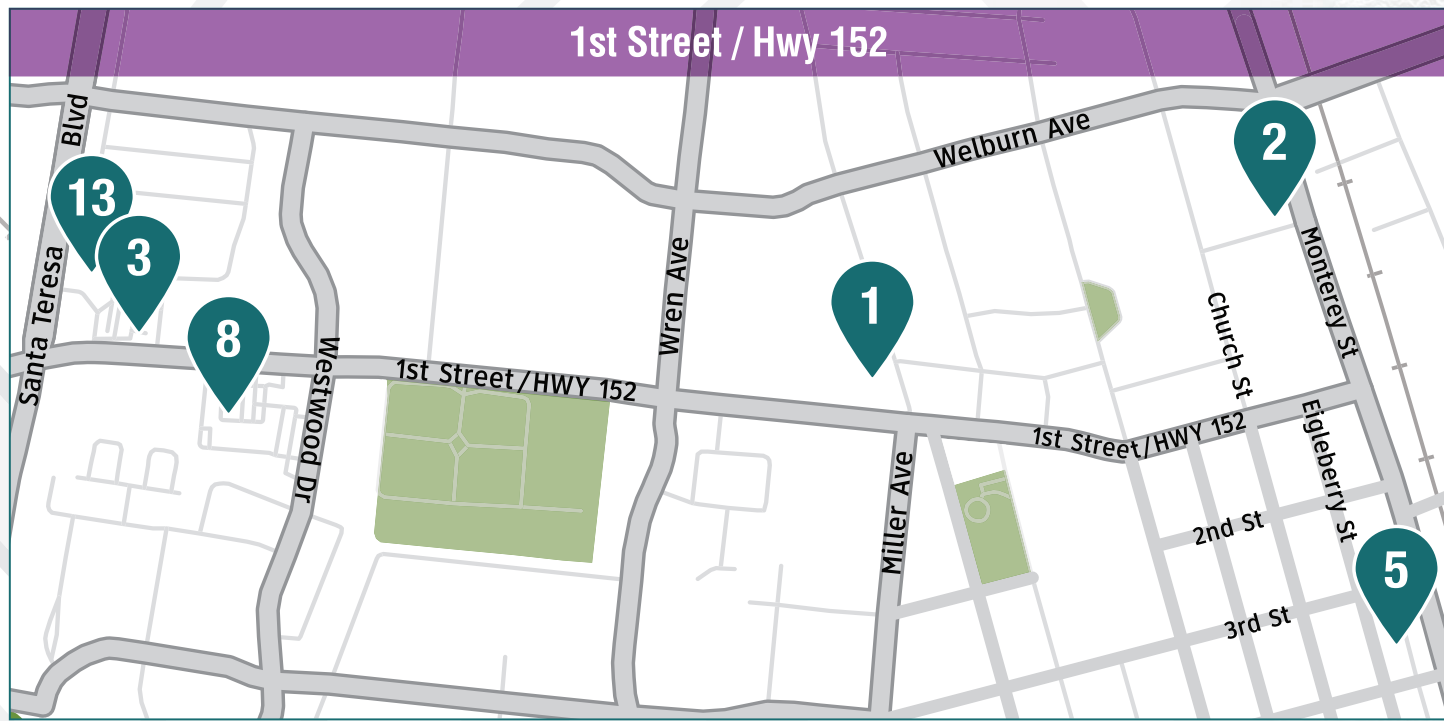 1st Street / Hwy 152
Blvd
Welburn Ave
2
13
Santa Teresa
3
Wren Ave
Monterey St
1
8
Church St
Westwood Dr
1st Street/HWY 152
1st Street/HWY 152
Eigleberry St
Miller Ave
2nd St
5
3rd St